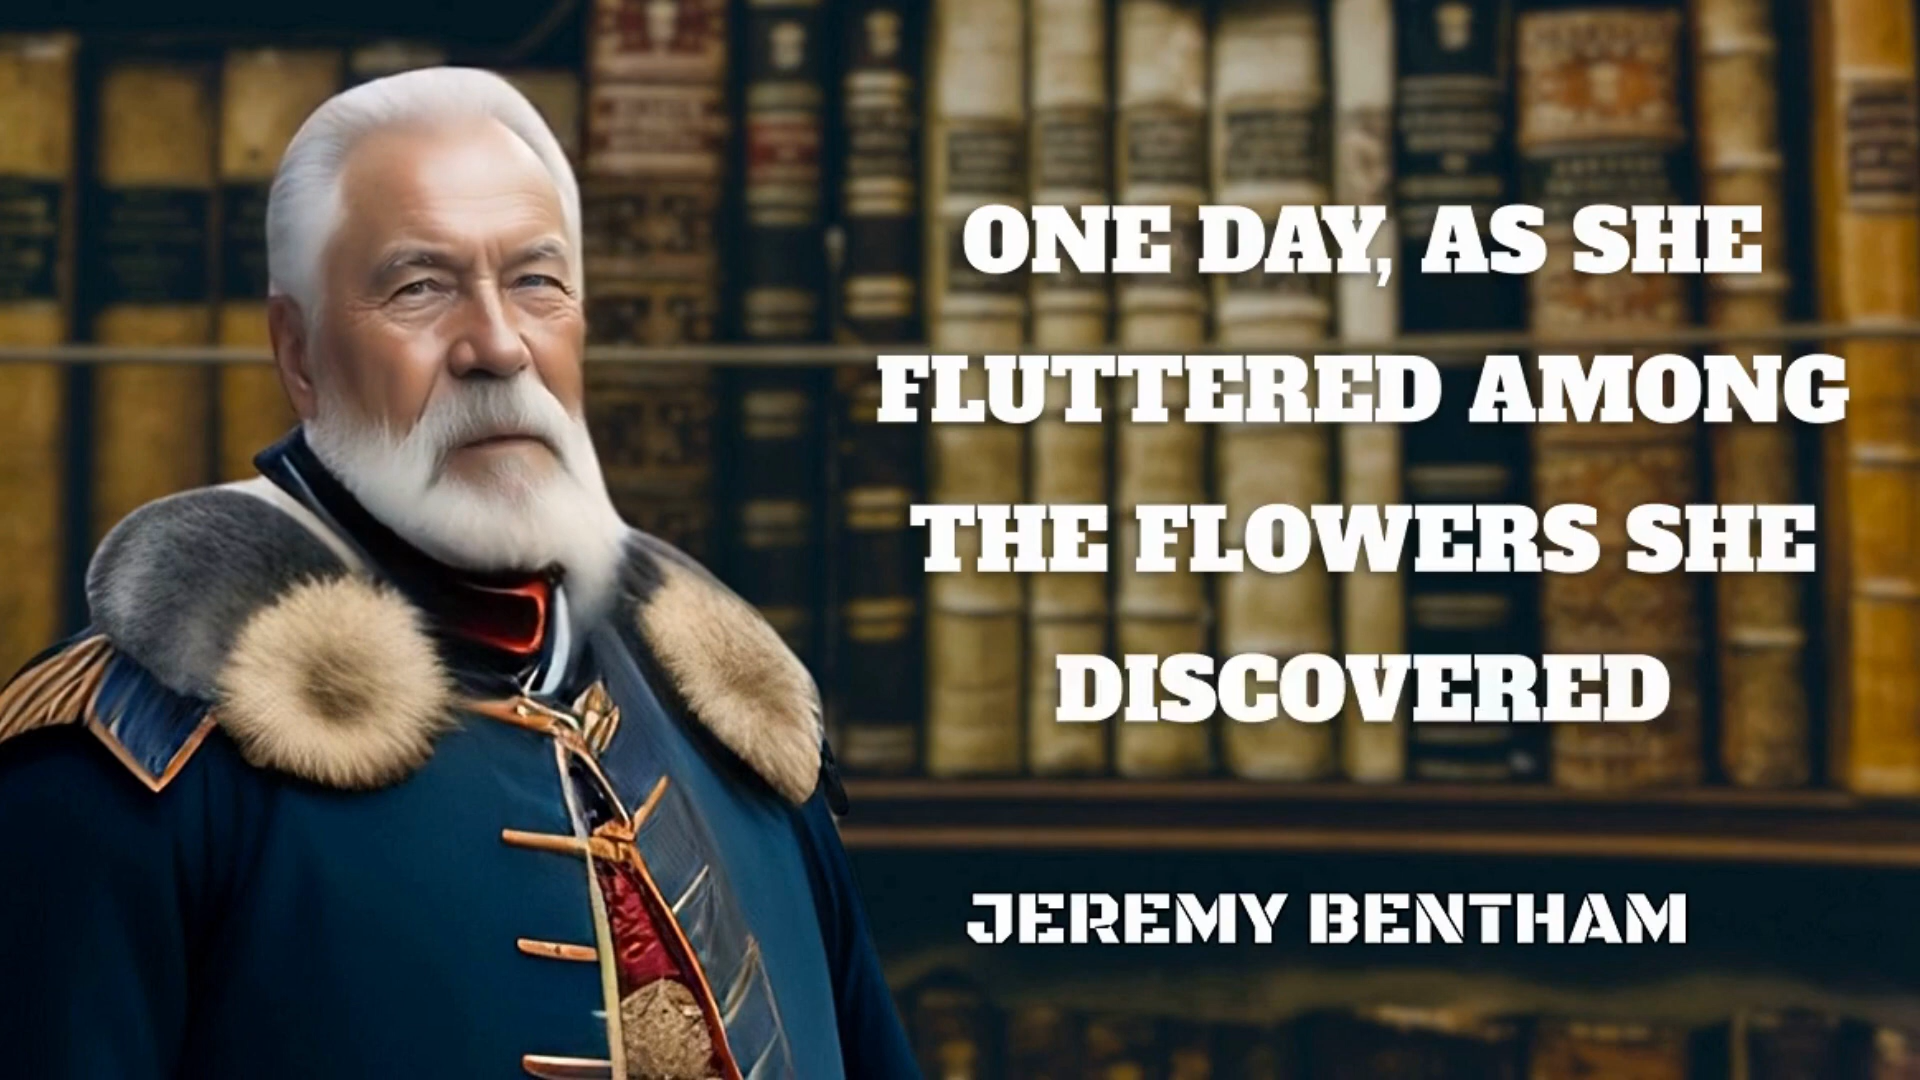 ONE DAY, AS SHE
FLUTTERED AMONG
THE FLOWERS SHE
DISCOVERED
JEREMY BENTHAM